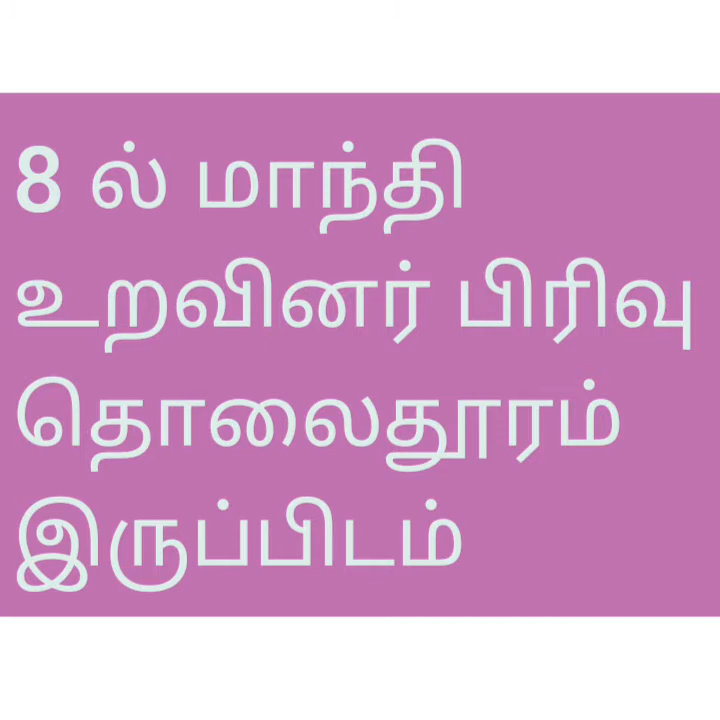 8 ல் மாந்தி
உறவினர் பிரிவு
தொலைதூரம்
இருப்பிடம்